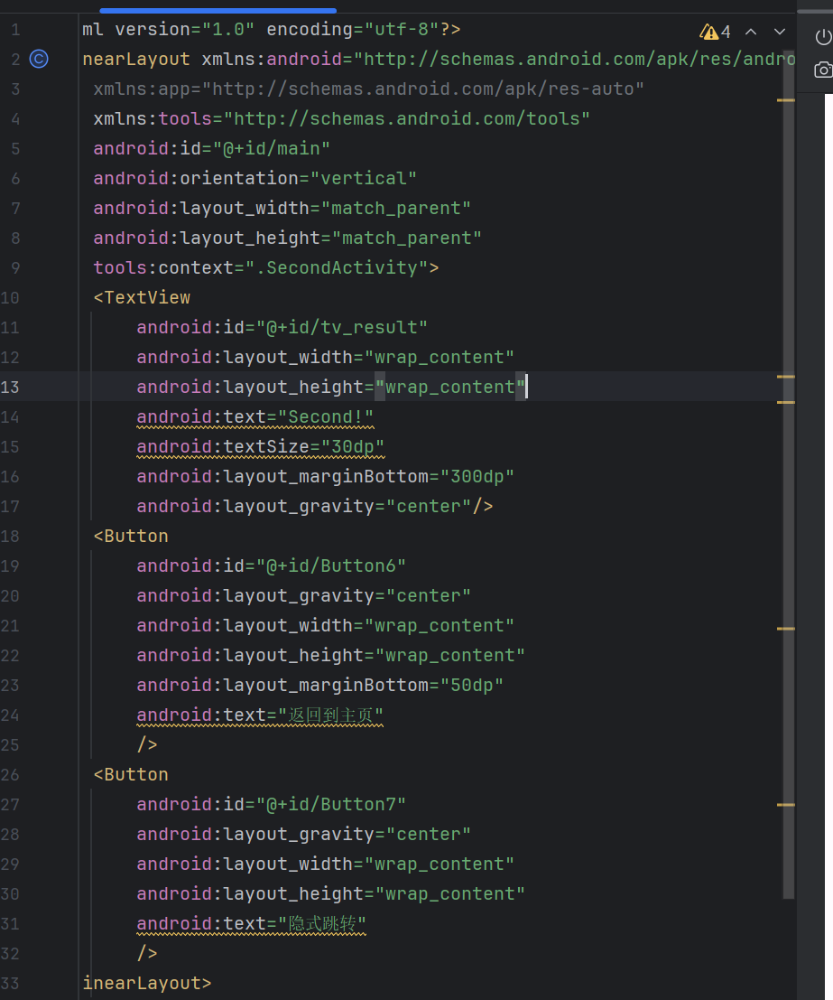 4
1 ml version="1.0" encoding="utf-8"?>
2 nearLayout xmlns:android="http://schemas.android.com/apk/res/andro
3 xmlns:app="http://schemas.android.com/apk/res-auto"
4 xmlns:tools="http://schemas.android.com/tools"
5 android:id="@+id/main"
6 android:orientation="vertical"
7 android:layout_width="match_parent"
8 android:layout_height="match_parent"
9 tools:context=".SecondActivity">
10 <TextView
11 android:id="@+id/tv_result"
12 android:layout_width="wrap_content"
13 android:layout_height="wrap_content"
14 android:text="Second!"
15 android:textSize="30dp"
16 android:layout_marginBottom="300dp"
17 android:layout_gravity="center"/>
18 <Button
19 android:id="@+id/Button6"
20 android:layout_gravity="center"
21 android:layout_width="wrap_content"
22 android:layout_height="wrap_content"
23 android:layout_marginBottom="50dp"
24 android:text="返回到主页"
25 />
26 <Button
27 android:id="@+id/Button7"
28 android:layout_gravity="center"
29 android:layout_width="wrap_content"
30 android:layout_height="wrap_content"
31 android:text="隐式跳转"
32 />
33 inearLayout>